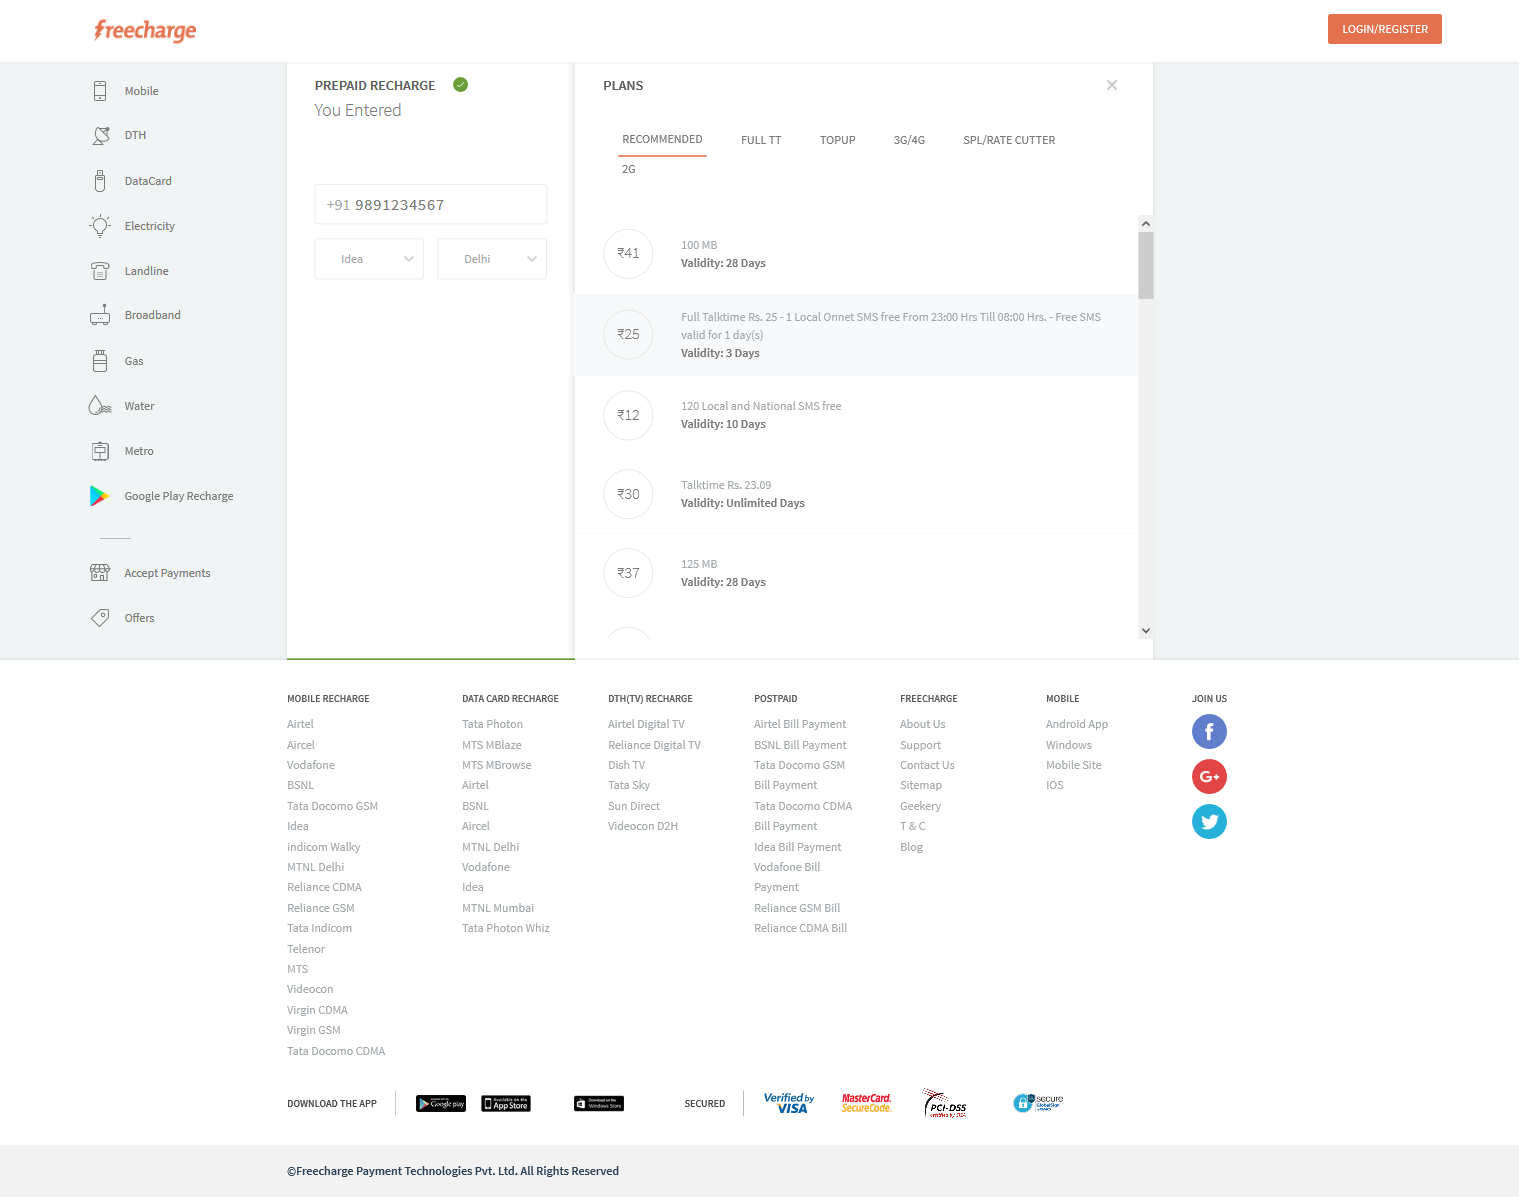 freecharge
LOGIN/REGISTER
Mobile
DTH
DataCard
Electricity
Landline
Broadband
Gas
Water
Metro
Google Play Recharge
Accept Payments
Offers
PREPAID RECHARGE
You Entered
+91 9891234567
Idea
Delhi
PLANS
RECOMMENDED
FULL TT
TOPUP
3G/4G
SPL/RATE CUTTER
2G
₹41
100 MB
Validity: 28 Days
₹25
Full Talktime Rs. 25 - 1 Local Onnet SMS free From 23:00 Hrs Till 08:00 Hrs. - Free SMS
valid for 1 day(s)
Validity: 3 Days
₹12
120 Local and National SMS free
Validity: 10 Days
₹30
Talktime Rs. 23.09
Validity: Unlimited Days
₹37
125 MB
Validity: 28 Days
MOBILE RECHARGE
Airtel
Aircel
Vodafone
BSNL
Tata Docomo GSM
Idea
indicom Walky
MTNL Delhi
Reliance CDMA
Reliance GSM
Tata Indicom
Telenor
MTS
Videocon
Virgin CDMA
Virgin GSM
Tata Docomo CDMA
DATA CARD RECHARGE
Tata Photon
MTS MBlaze
MTS MBrowse
Airtel
BSNL
Aircel
MTNL Delhi
Vodafone
Idea
MTNL Mumbai
Tata Photon Whiz
DTH(TV) RECHARGE
Airtel Digital TV
Reliance Digital TV
Dish TV
Tata Sky
Sun Direct
Videocon D2H
POSTPAID
Airtel Bill Payment
BSNL Bill Payment
Tata Docomo GSM
Bill Payment
Tata Docomo CDMA
Bill Payment
Idea Bill Payment
Vodafone Bill
Payment
Reliance GSM Bill
Reliance CDMA Bill
FREECHARGE
About Us
Support
Contact Us
Sitemap
Geekery
T & C
Blog
MOBILE
Android App
Windows
Mobile Site
IOS
JOIN US
f
G+
DOWNLOAD THE APP
Google play
Available on the
App Store
Download on the
Windows Store
SECURED
Verified by
VISA
MasterCard.
SecureCode.
PCI-DSS
secure
GlobalSign
©Freecharge Payment Technologies Pvt. Ltd. All Rights Reserved